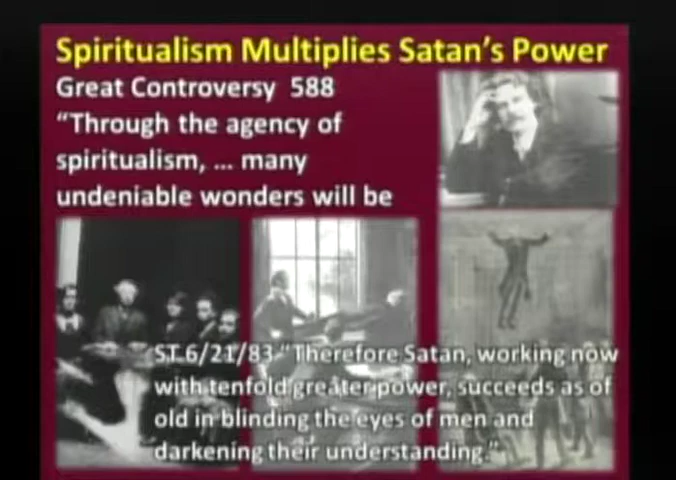 Spiritualism Multiplies Satan's Power
Great Controversy 588
"Through the agency of
spiritualism, ... many
undeniable wonders will be
ST 6/21/83 "Therefore Satan, working now
with tenfold greater power, succeeds as of
old in blinding the eyes of men and
darkening their understanding."